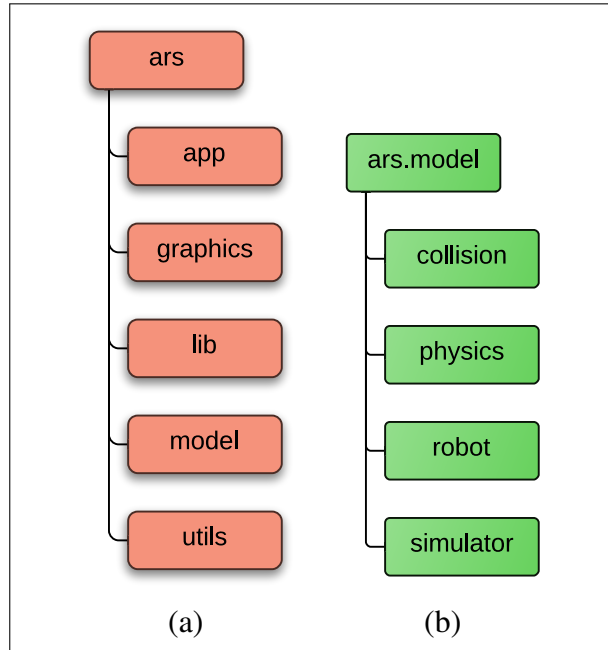 ars
app
graphics
lib
model
utils
(a)
ars.model
collision
physics
robot
simulator
(b)